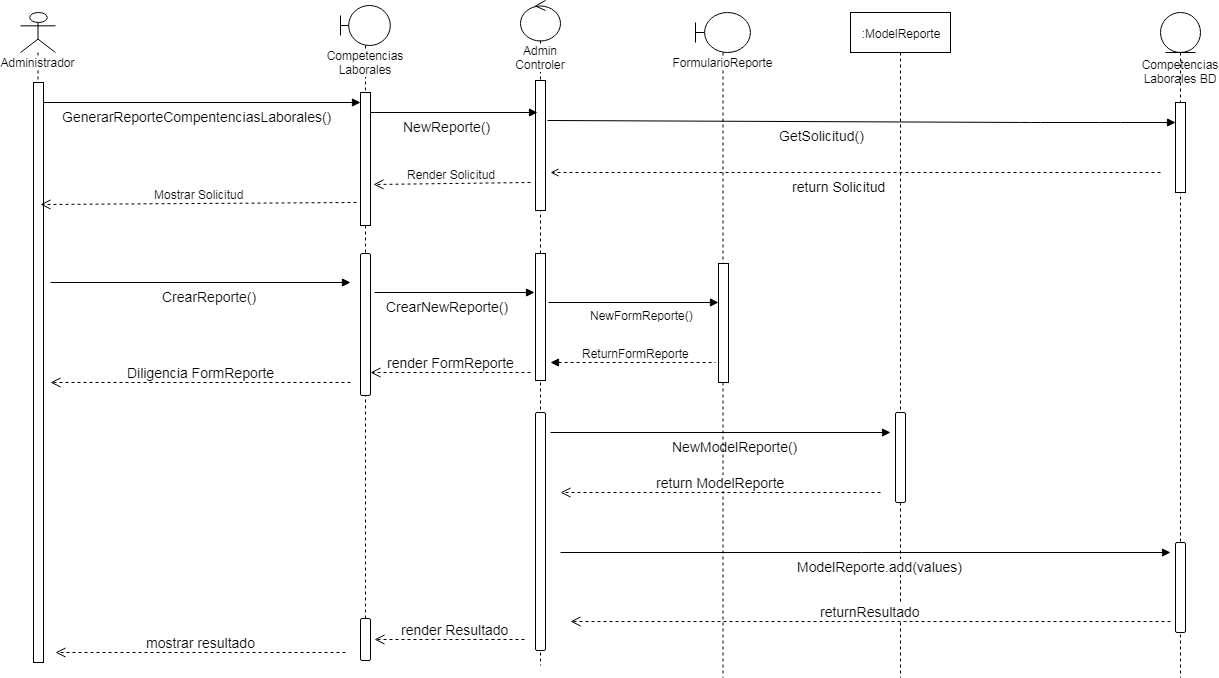 Administrador
Competencias
Laborales
Admin
Controler
FormularioReporte
:ModelReporte
Competencias
Laborales BD
GenerarReporteCompentenciasLaborales()
NewReporte()
GetSolicitud()
Render Solicitud
return Solicitud
Mostrar Solicitud
CrearReporte()
CrearNewReporte()
NewFormReporte()
ReturnFormReporte
render FormReporte
Diligencia FormReporte
NewModelReporte()
return ModelReporte
ModelReporte.add(values)
returnResultado
render Resultado
mostrar resultado